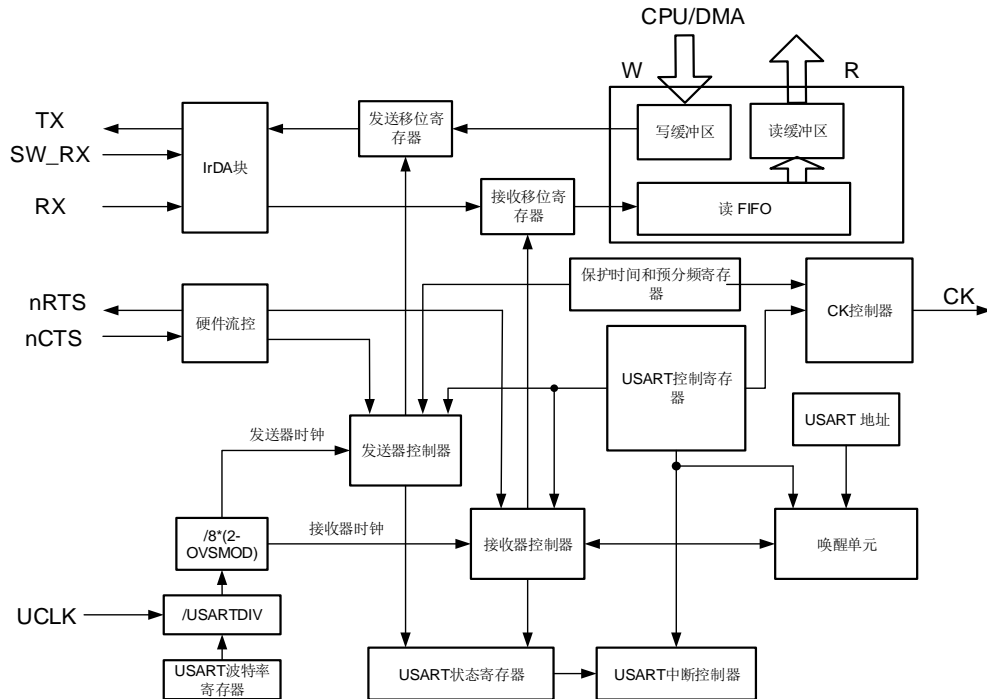 CPU/DMA
W
R
TX
SW_RX
RX
IrDA块
发送移位寄
存器
写缓冲区
读缓冲区
接收移位寄
存器
读 FIFO
nRTS
nCTS
硬件流控
保护时间和预分频寄存
器
CK控制器
CK
USART控制寄存
器
USART 地址
发送器时钟
发送器控制器
/8*(2-
OVSMOD)
接收器时钟
接收器控制器
唤醒单元
UCLK
/USARTDIV
USART波特率
寄存器
USART状态寄存器
USART中断控制器